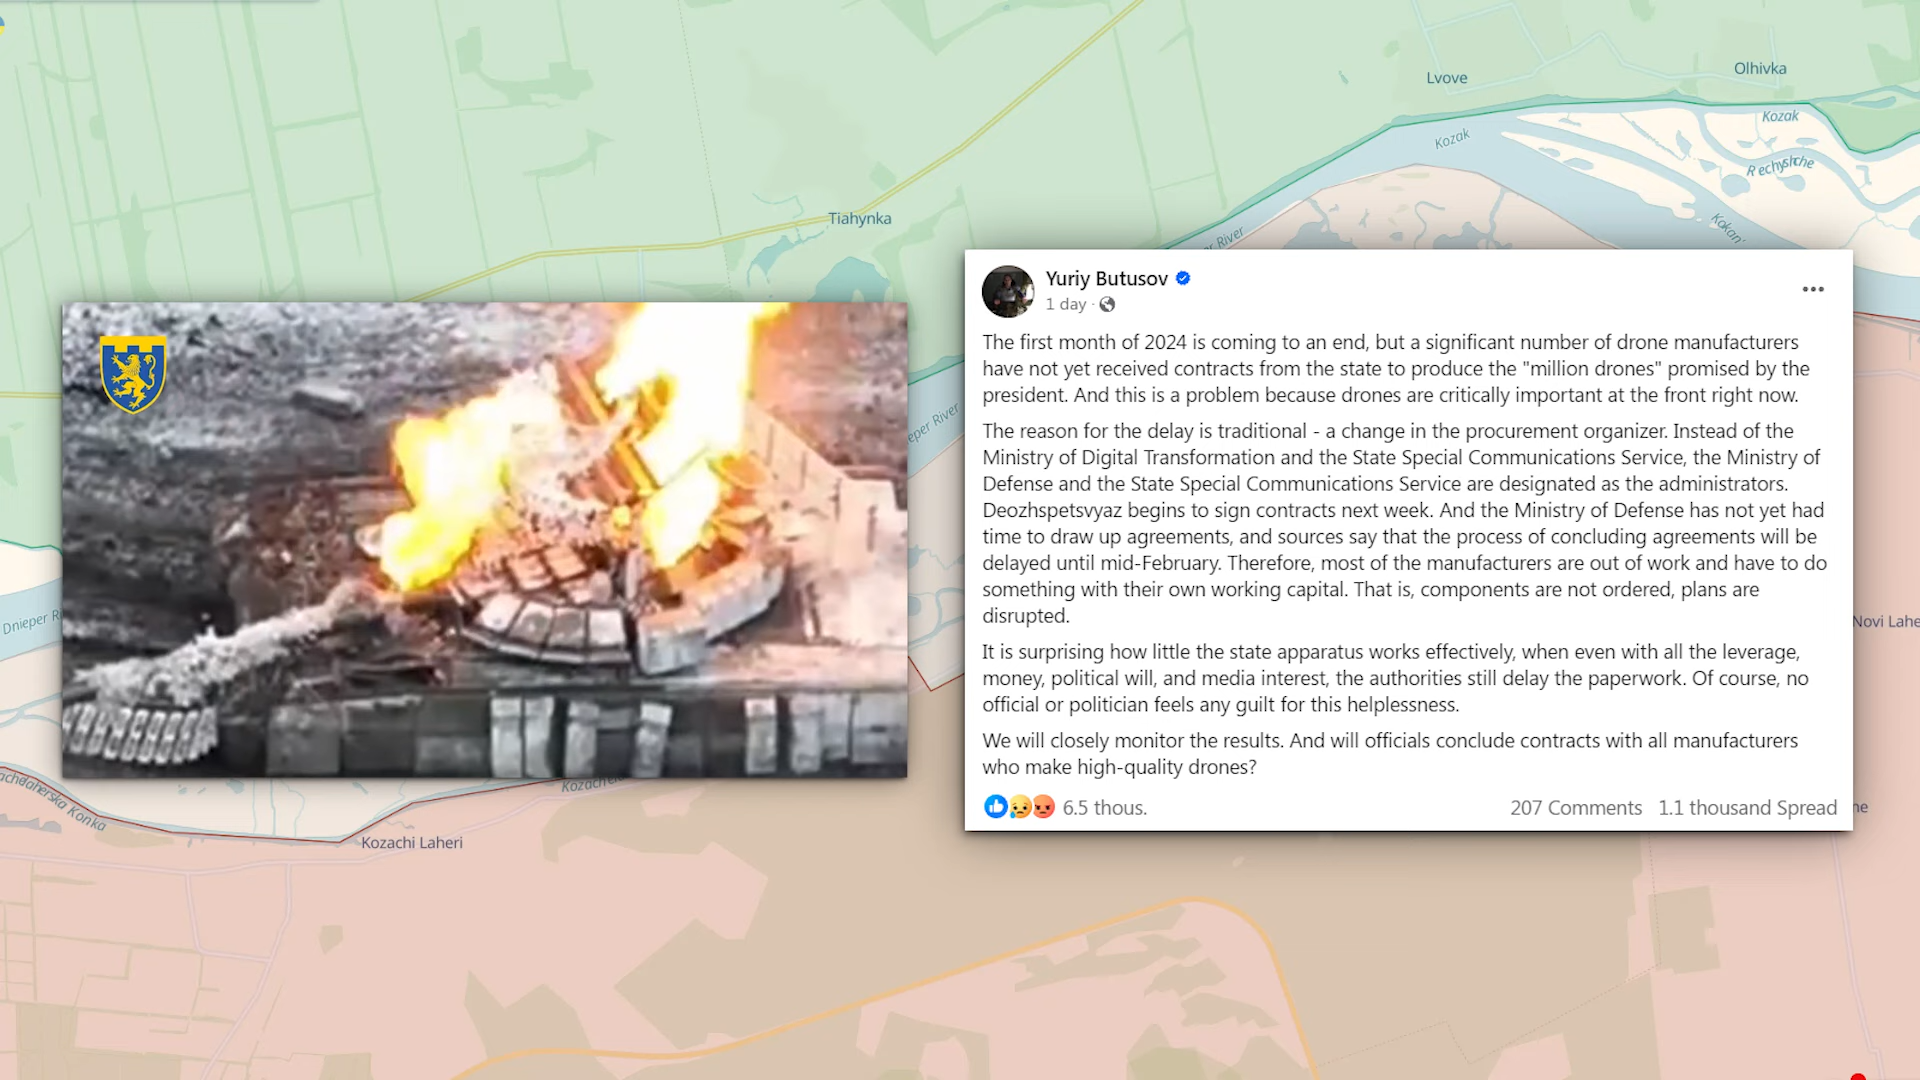 Lvove
Olhivka
Kozak
Kozak
Rechyshche
Tiahynka
River
Yuriy Butusov
1 day
The first month of 2024 is coming to an end, but a significant number of drone manufacturers
have not yet received contracts from the state to produce the "million drones" promised by the
president. And this is a problem because drones are critically important at the front right now.
The reason for the delay is traditional - a change in the procurement organizer. Instead of the
Ministry of Digital Transformation and the State Special Communications Service, the Ministry of
Defense and the State Special Communications Service are designated as the administrators.
Deozhspetsvyaz begins to sign contracts next week. And the Ministry of Defense has not yet had
time to draw up agreements, and sources say that the process of concluding agreements will be
delayed until mid-February. Therefore, most of the manufacturers are out of work and have to do
something with their own working capital. That is, components are not ordered, plans are
disrupted.
It is surprising how little the state apparatus works effectively, when even with all the leverage,
money, political will, and media interest, the authorities still delay the paperwork. Of course, no
official or politician feels any guilt for this helplessness.
We will closely monitor the results. And will officials conclude contracts with all manufacturers
who make high-quality drones?
6.5 thous.
207 Comments 1.1 thousand Spread
River
Dnieper
Novi
Konka
Kozachi Laheri